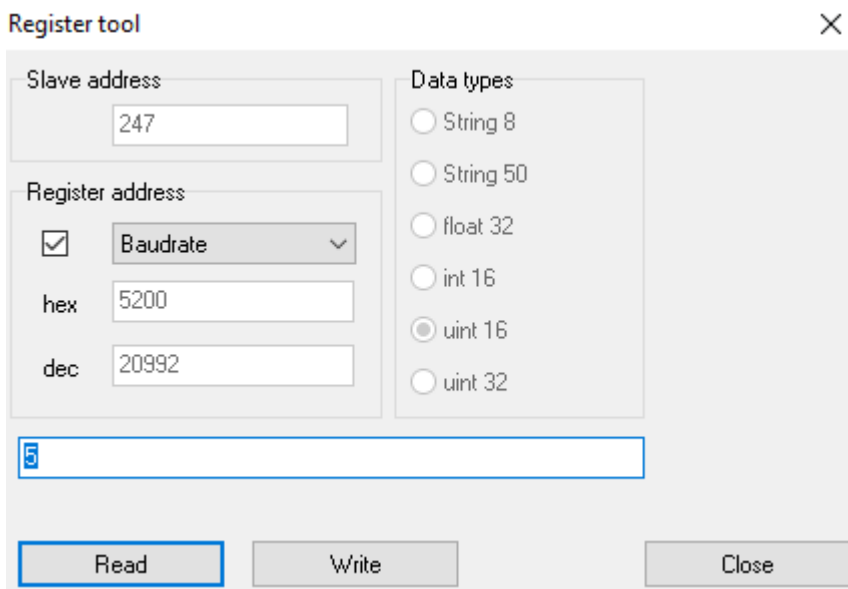 Register tool
Slave address
247
Register address
Baudrate
hex
5200
dec
20992
Data types
String 8
String 50
float 32
int 16
uint 16
uint 32
5
Read
Write
Close